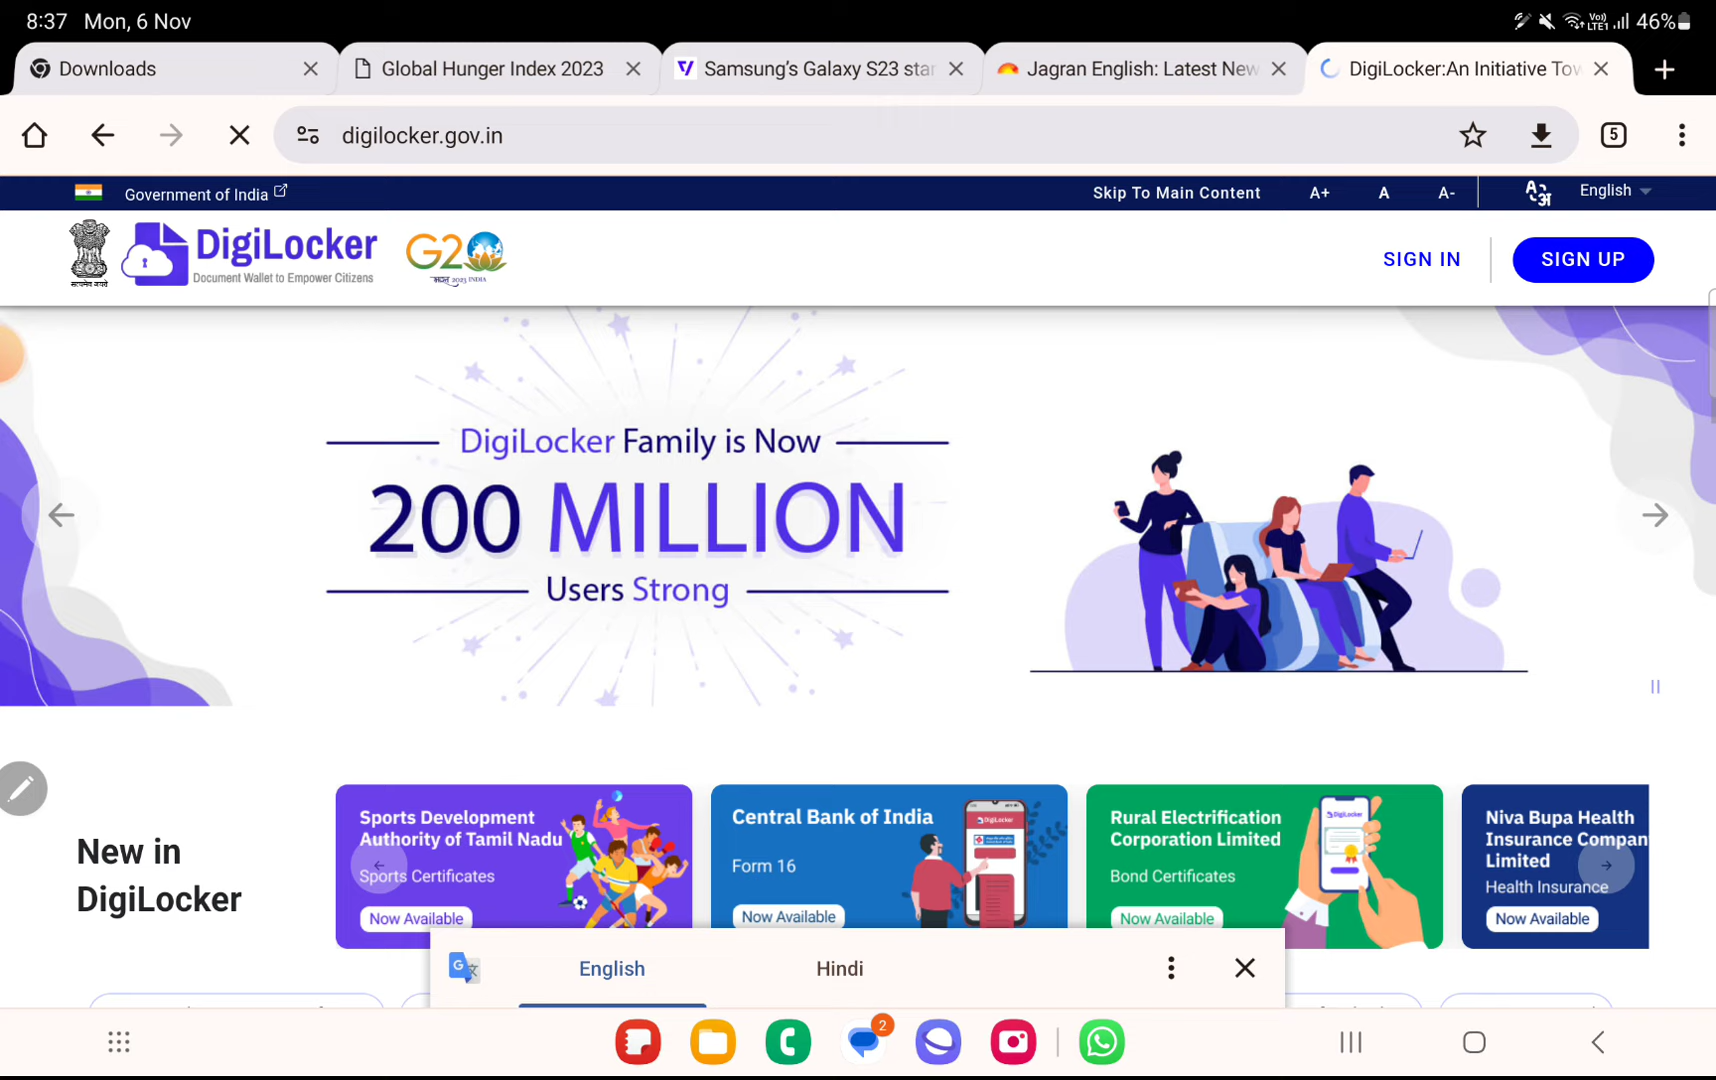 8:37 Mon, 6 Nov
46%
Downloads
Global Hunger Index 2023
Samsung's Galaxy S23 star
Jagran English: Latest New
DigiLocker:An Initiative Tow
digilocker.gov.in
5
Government of India
Skip To Main Content
A+
A
A-
English
DigiLocker
Document Wallet to Empower Citizens
G20
SIGN IN
SIGN UP
DigiLocker Family is Now
200 MILLION
Users Strong
New in
DigiLocker
Sports Development
Authority of Tamil Nadu
Sports Certificates
Now Available
Central Bank of India
Form 16
Now Available
Rural Electrification
Corporation Limited
Bond Certificates
Now Available
Niva Bupa Health
Insurance Compan
Limited
Health Insurance
Now Available
English
Hindi
2